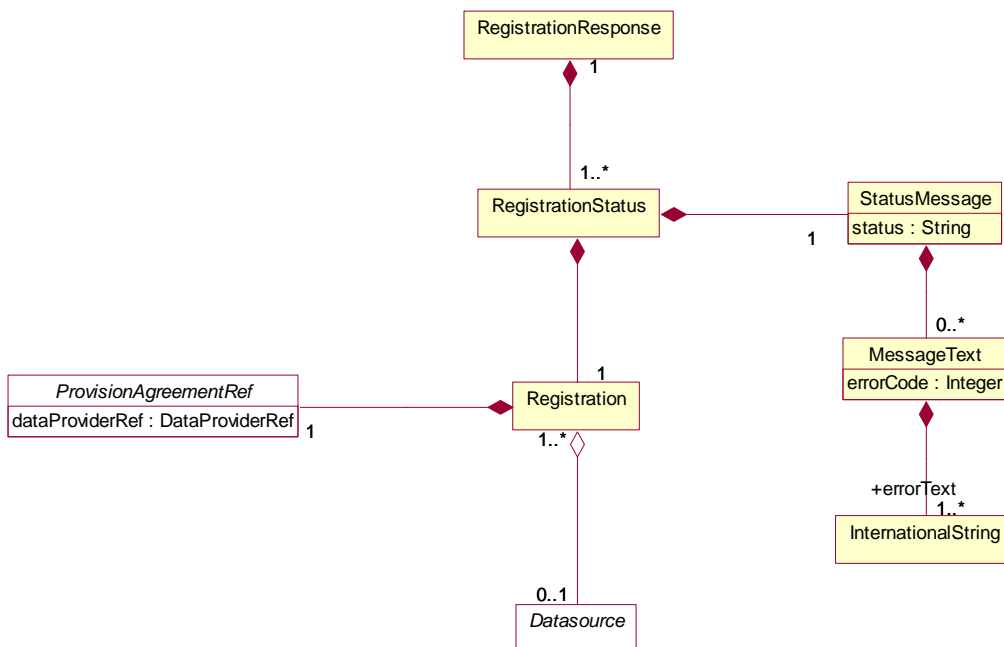 RegistrationResponse
1
1..*
RegistrationStatus
1
StatusMessage
status : String
0..*
MessageText
errorCode : Integer
1
ProvisionAgreementRef
dataProviderRef : DataProviderRef
1
Registration
1..*
+errorText
1..*
InternationalString
0..1
Datasource